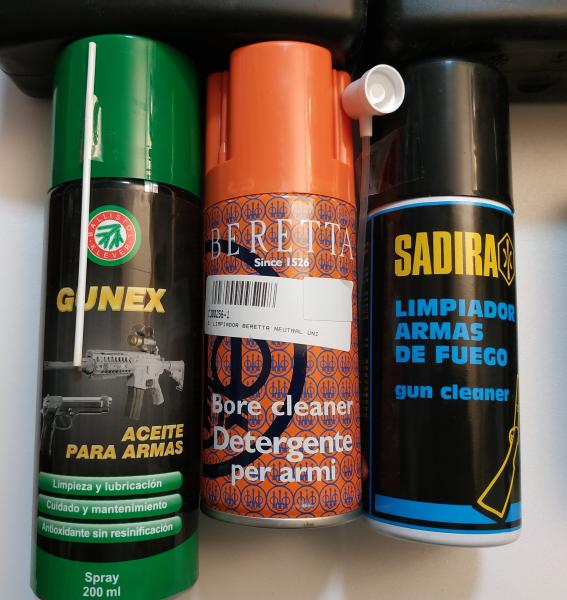 BALLISTOL
KLEVER
GUNEX
ACEITE
PARA ARMAS
Limpieza y lubricación
Cuidado y mantenimiento
Antioxidante sin resinificación
Spray
200 ml
BERETTA
Since 1526
LIMPIADOR BERETTA NEUTRAL UNI
Bore cleaner
Detergente
per armi
SADIRA
LIMPIADOR
ARMAS
DE FUEGO
gun cleaner